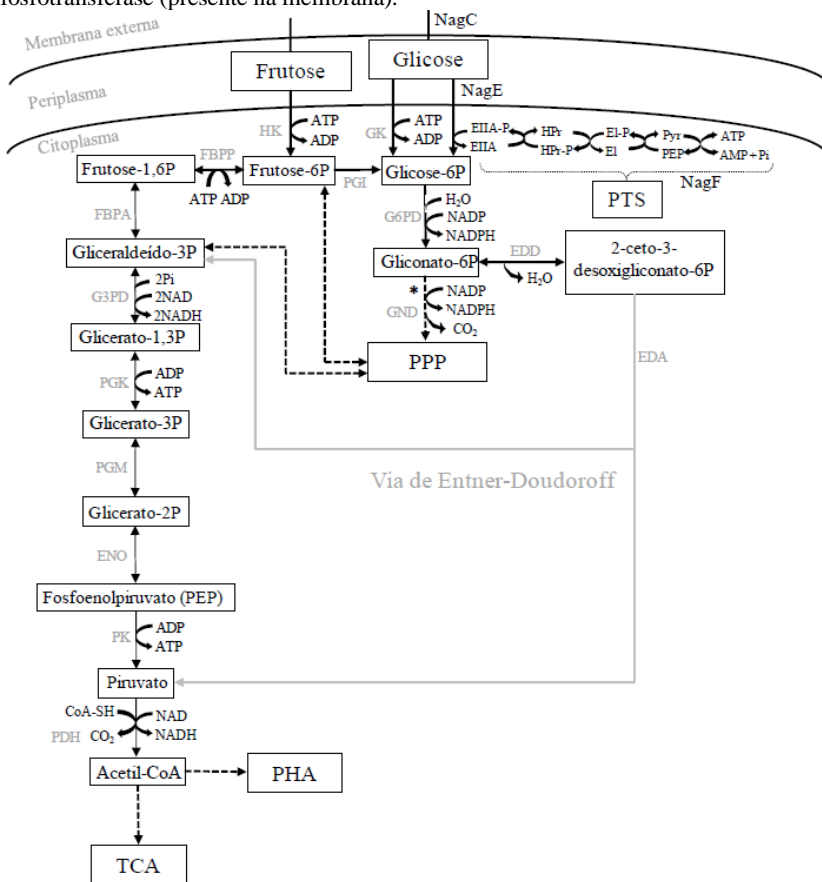 fosfotransferase (presente na membrana).
NagC
Membrana externa
Frutose
Glicose
Periplasma
NagE
Citoplasma
HK
ATP
ADP
GK
ATP
ADP
EIIA-P
EIIA
HPr
HPr-P
EI-P
EI
Pyr
PEP
ATP
AMP + Pi
NagF
PTS
Frutose-1,6P
FBPP
ATP ADP
Frutose-6P
PGI
Glicose-6P
FBPA
G6PD
H₂O
NADP
NADPH
Gliceraldeído-3P
Gliconato-6P
EDD
H₂O
2-ceto-3-
desoxigliconato-6P
G3PD
2Pi
2NAD
2NADH
*
GND
NADP
NADPH
CO₂
Glicerato-1,3P
PPP
EDA
PGK
ADP
ATP
Glicerato-3P
PGM
Via de Entner-Doudoroff
Glicerato-2P
ENO
Fosfoenolpiruvato (PEP)
PK
ADP
ATP
Piruvato
CoA-SH
NAD
PDH
CO₂
NADH
Acetil-CoA
PHA
TCA